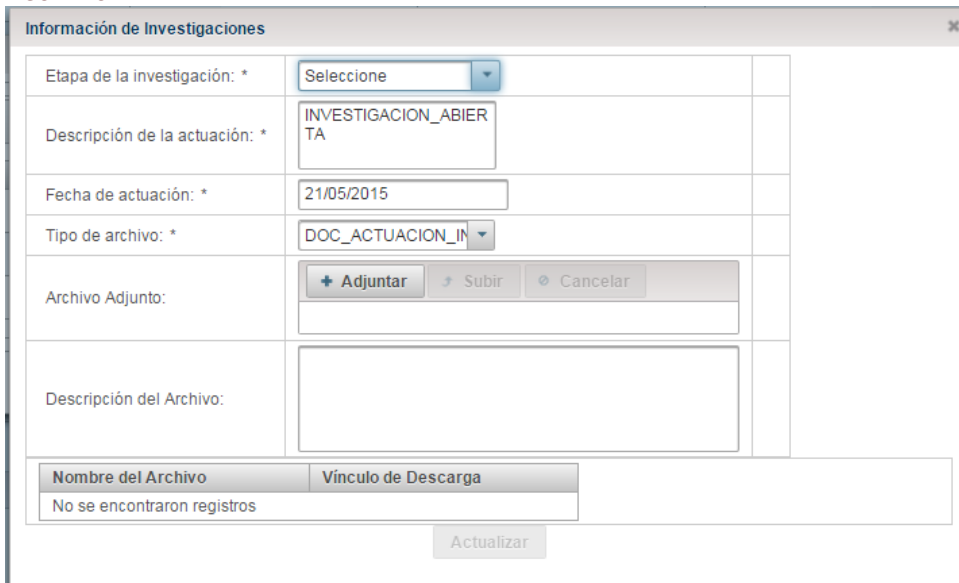 Información de Investigaciones
Etapa de la investigación: * Seleccione
Descripción de la actuación: * INVESTIGACION_ABIER
TA
Fecha de actuación: * 21/05/2015
Tipo de archivo: * DOC_ACTUACION_IN
Archivo Adjunto: Adjuntar Subir Cancelar
Descripción del Archivo:
Nombre del Archivo Vínculo de Descarga
No se encontraron registros
Actualizar